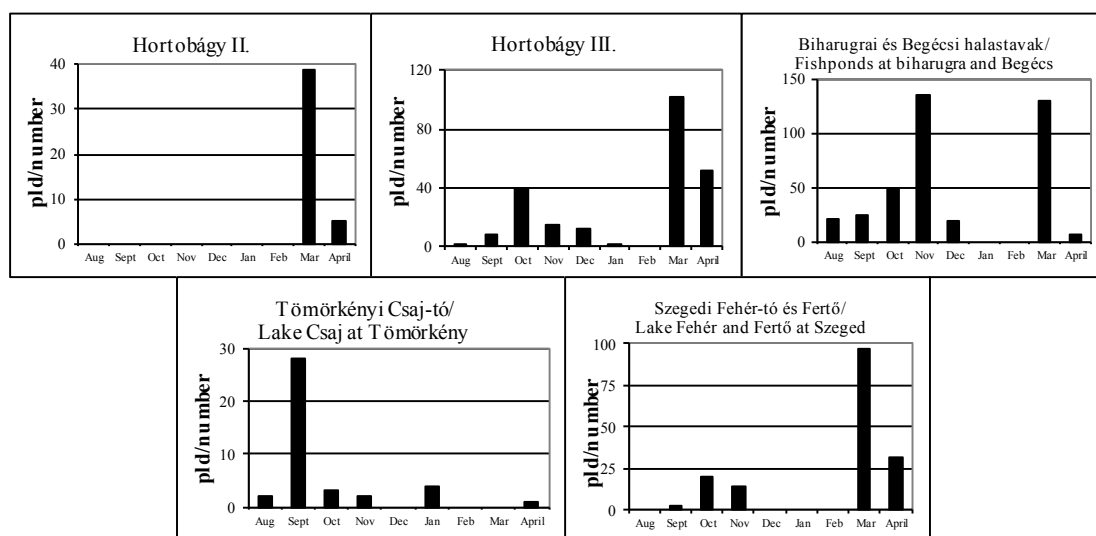 Hortobágy II.
pld/number
40
30
20
10
0
Aug Sept Oct Nov Dec Jan Feb Mar April
Hortobágy III.
pld/number
120
80
40
0
Aug Sept Oct Nov Dec Jan Feb Mar April
Biharugrai és Begécsi halastavak/
Fishponds at biharugra and Begécs
pld/number
150
100
50
0
Aug Sept Oct Nov Dec Jan Feb Mar April
Tömörkényi Csaj-tó/
Lake Csaj at Tömörkény
pld/number
30
20
10
0
Aug Sept Oct Nov Dec Jan Feb Mar April
Szegedi Fehér-tó és Fertő/
Lake Fehér and Fertő at Szeged
pld/number
100
75
50
25
0
Aug Sept Oct Nov Dec Jan Feb Mar April